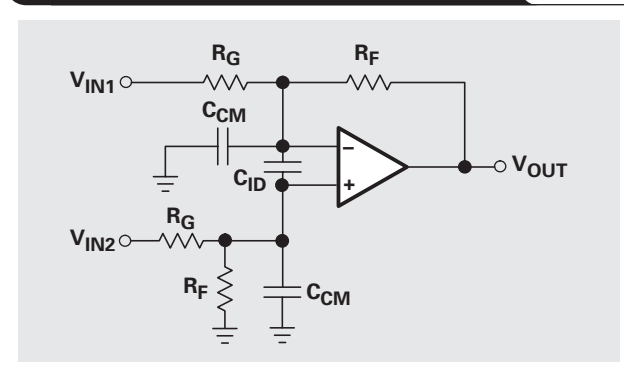 R_G
R_F
V_IN1
C_CM
−
C_ID
+
V_OUT
R_G
V_IN2
R_F
C_CM